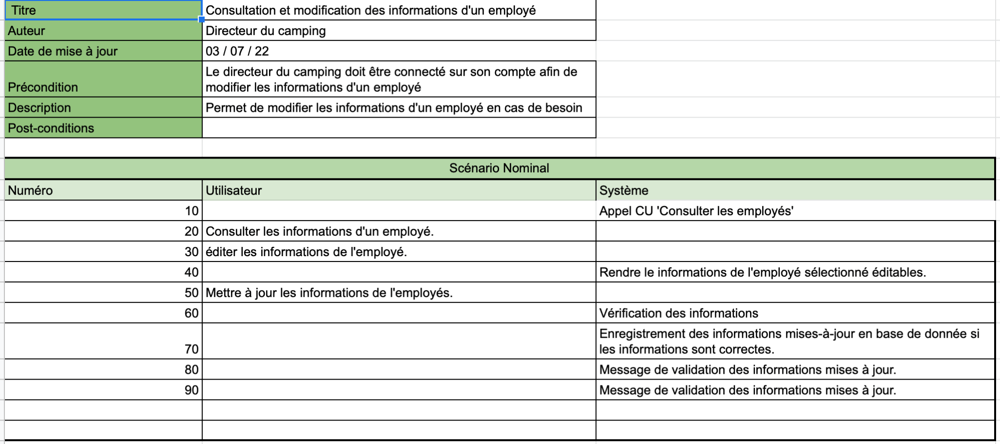 Titre Consultation et modification des informations d'un employé
Auteur Directeur du camping
Date de mise à jour 03 / 07 / 22
Le directeur du camping doit être connecté sur son compte afin de
Précondition modifier les informations d'un employé
Description Permet de modifier les informations d'un employé en cas de besoin
Post-conditions
Scénario Nominal
Numéro Utilisateur Système
10 Appel CU 'Consulter les employés'
20 Consulter les informations d'un employé.
30 éditer les informations de l'employé.
40 Rendre le informations de l'employé sélectionné éditables.
50 Mettre à jour les informations de l'employés.
60 Vérification des informations
Enregistrement des informations mises-à-jour en base de donnée si
70 les informations sont correctes.
80 Message de validation des informations mises à jour.
90 Message de validation des informations mises à jour.